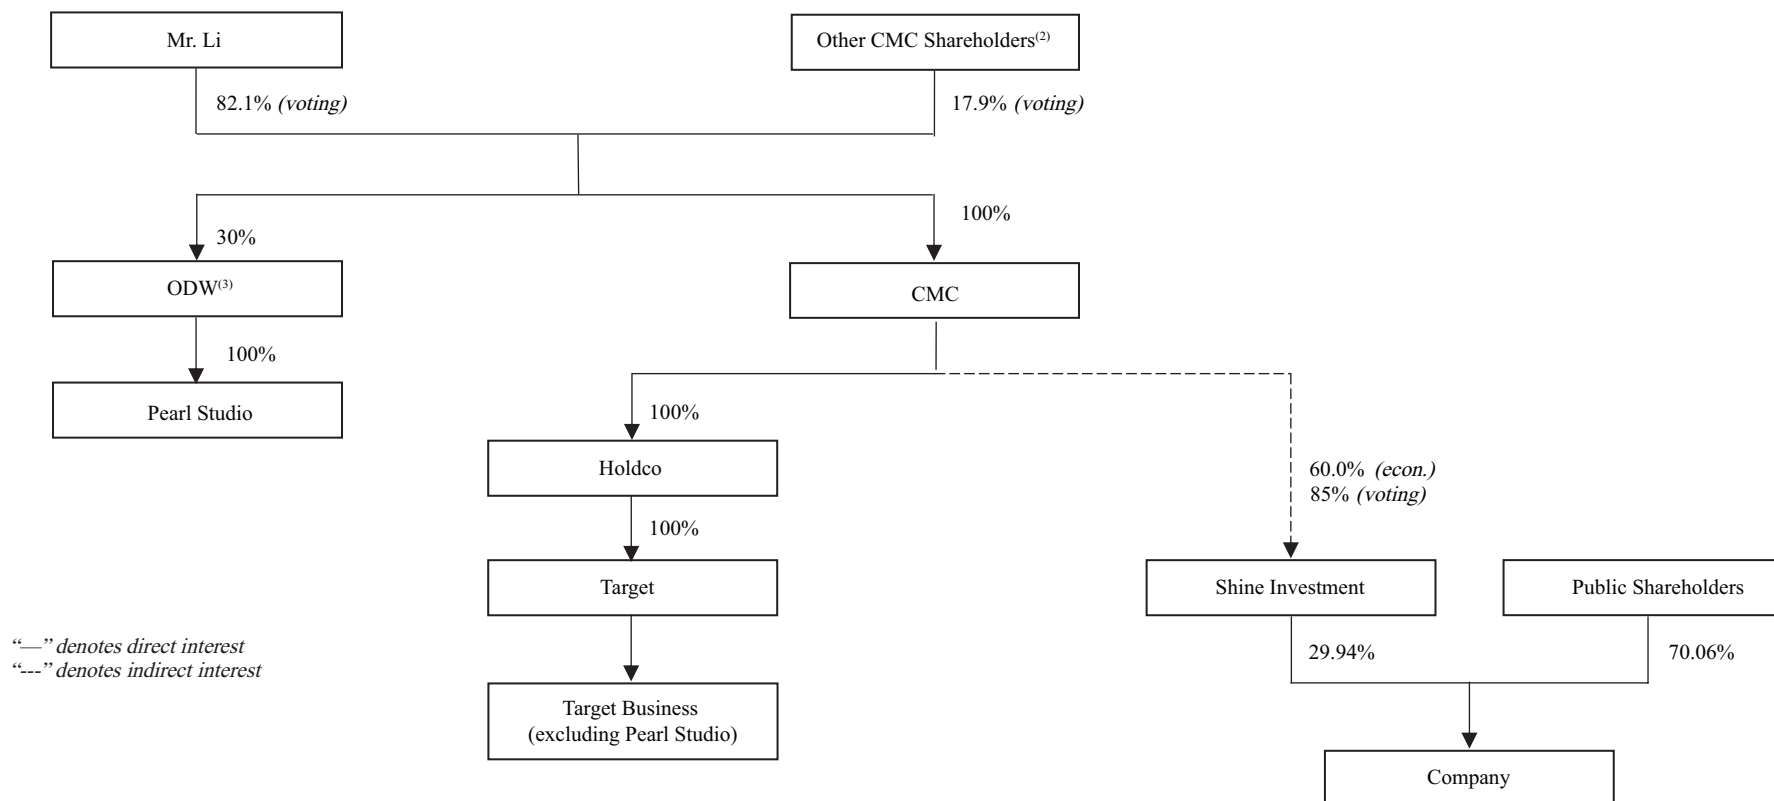 Mr. Li
Other CMC Shareholders(2)
82.1% (voting)
17.9% (voting)
30%
100%
ODW(3)
CMC
100%
Pearl Studio
100%
Holdco
60.0% (econ.)
85% (voting)
100%
Target
Shine Investment
Public Shareholders
“—” denotes direct interest
“---” denotes indirect interest
29.94%
70.06%
Target Business
(excluding Pearl Studio)
Company